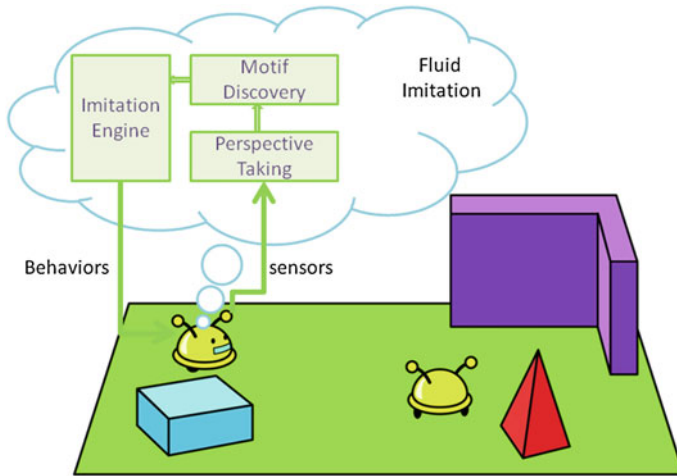 Motif
Discovery
Fluid
Imitation
Imitation
Engine
Perspective
Taking
Behaviors
sensors